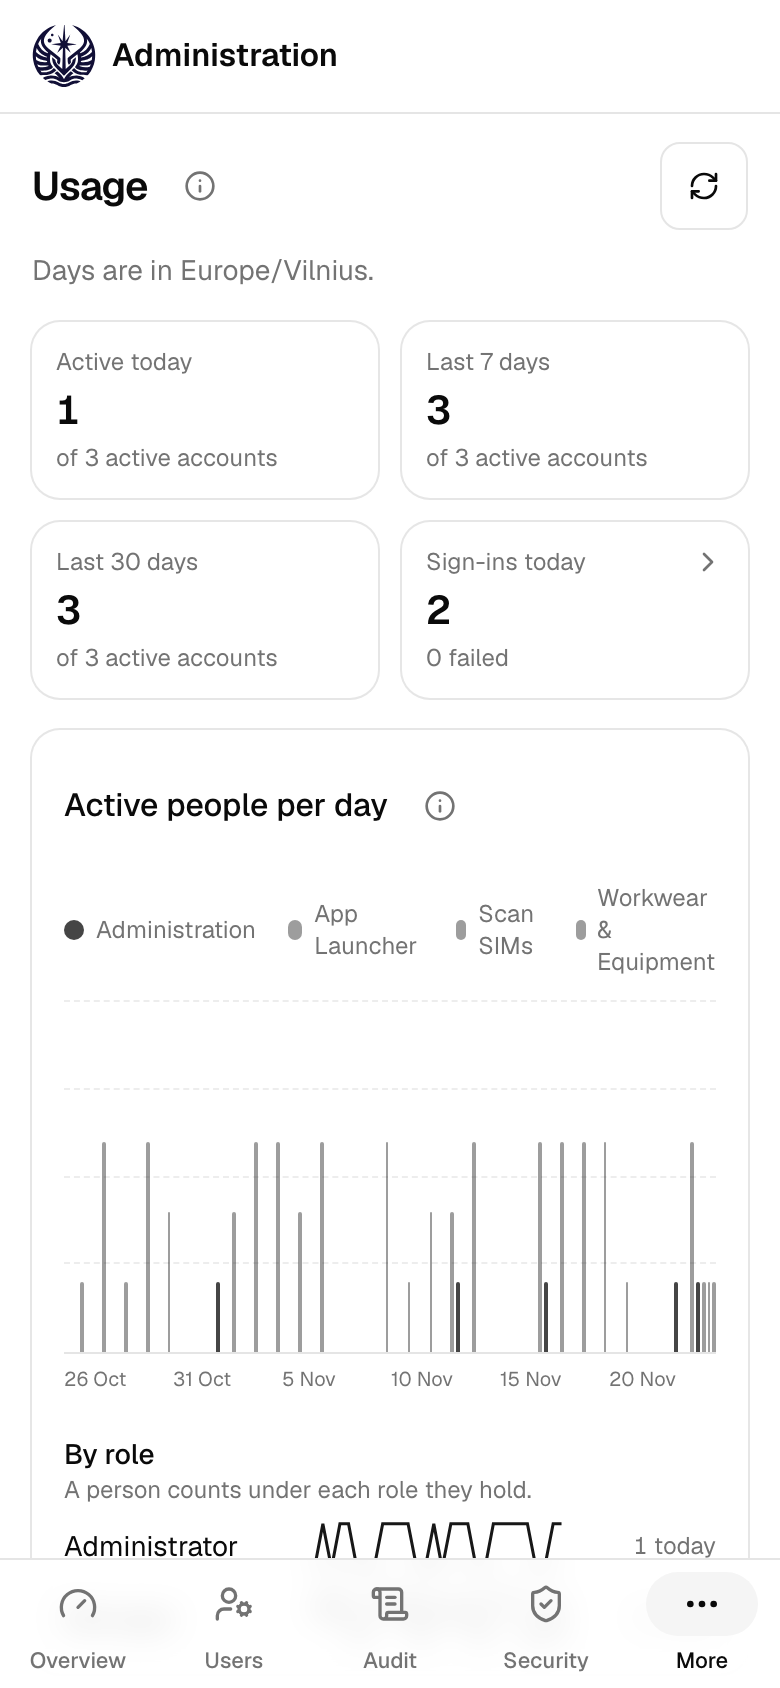 Administration
Usage
Days are in Europe/Vilnius.
Active today
1
of 3 active accounts
Last 7 days
3
of 3 active accounts
Last 30 days
3
of 3 active accounts
Sign-ins today
2
0 failed
Active people per day
Administration
App
Launcher
Scan
SIMs
Workwear
&
Equipment
26 Oct
31 Oct
5 Nov
10 Nov
15 Nov
20 Nov
By role
A person counts under each role they hold.
Administrator
1 today
Overview
Users
Audit
Security
More